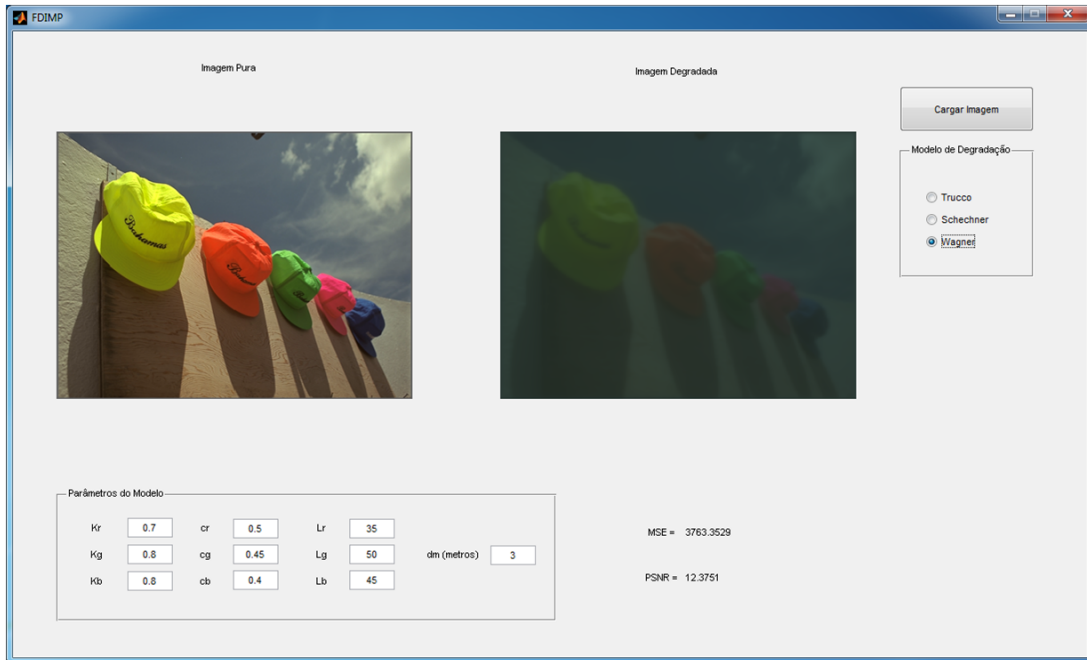 FDIMP
Imagem Pura
Imagem Degradada
Cargar Imagem
Modelo de Degradação
Trucco
Schechner
Wagner
Bahamas
Bahamas
Parâmetros do Modelo
Kr 0.7 cr 0.5 Lr 35
Kg 0.8 cg 0.45 Lg 50 dm (metros) 3
Kb 0.8 cb 0.4 Lb 45
MSE = 3763.3529
PSNR = 12.3751